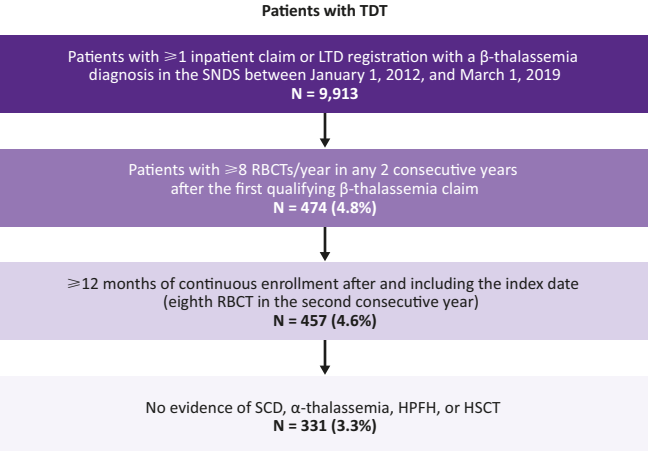 Patients with TDT
Patients with ⩾1 inpatient claim or LTD registration with a β-thalassemia
diagnosis in the SNDS between January 1, 2012, and March 1, 2019
N = 9,913
Patients with ⩾8 RBCTs/year in any 2 consecutive years
after the first qualifying β-thalassemia claim
N = 474 (4.8%)
⩾12 months of continuous enrollment after and including the index date
(eighth RBCT in the second consecutive year)
N = 457 (4.6%)
No evidence of SCD, α-thalassemia, HPFH, or HSCT
N = 331 (3.3%)